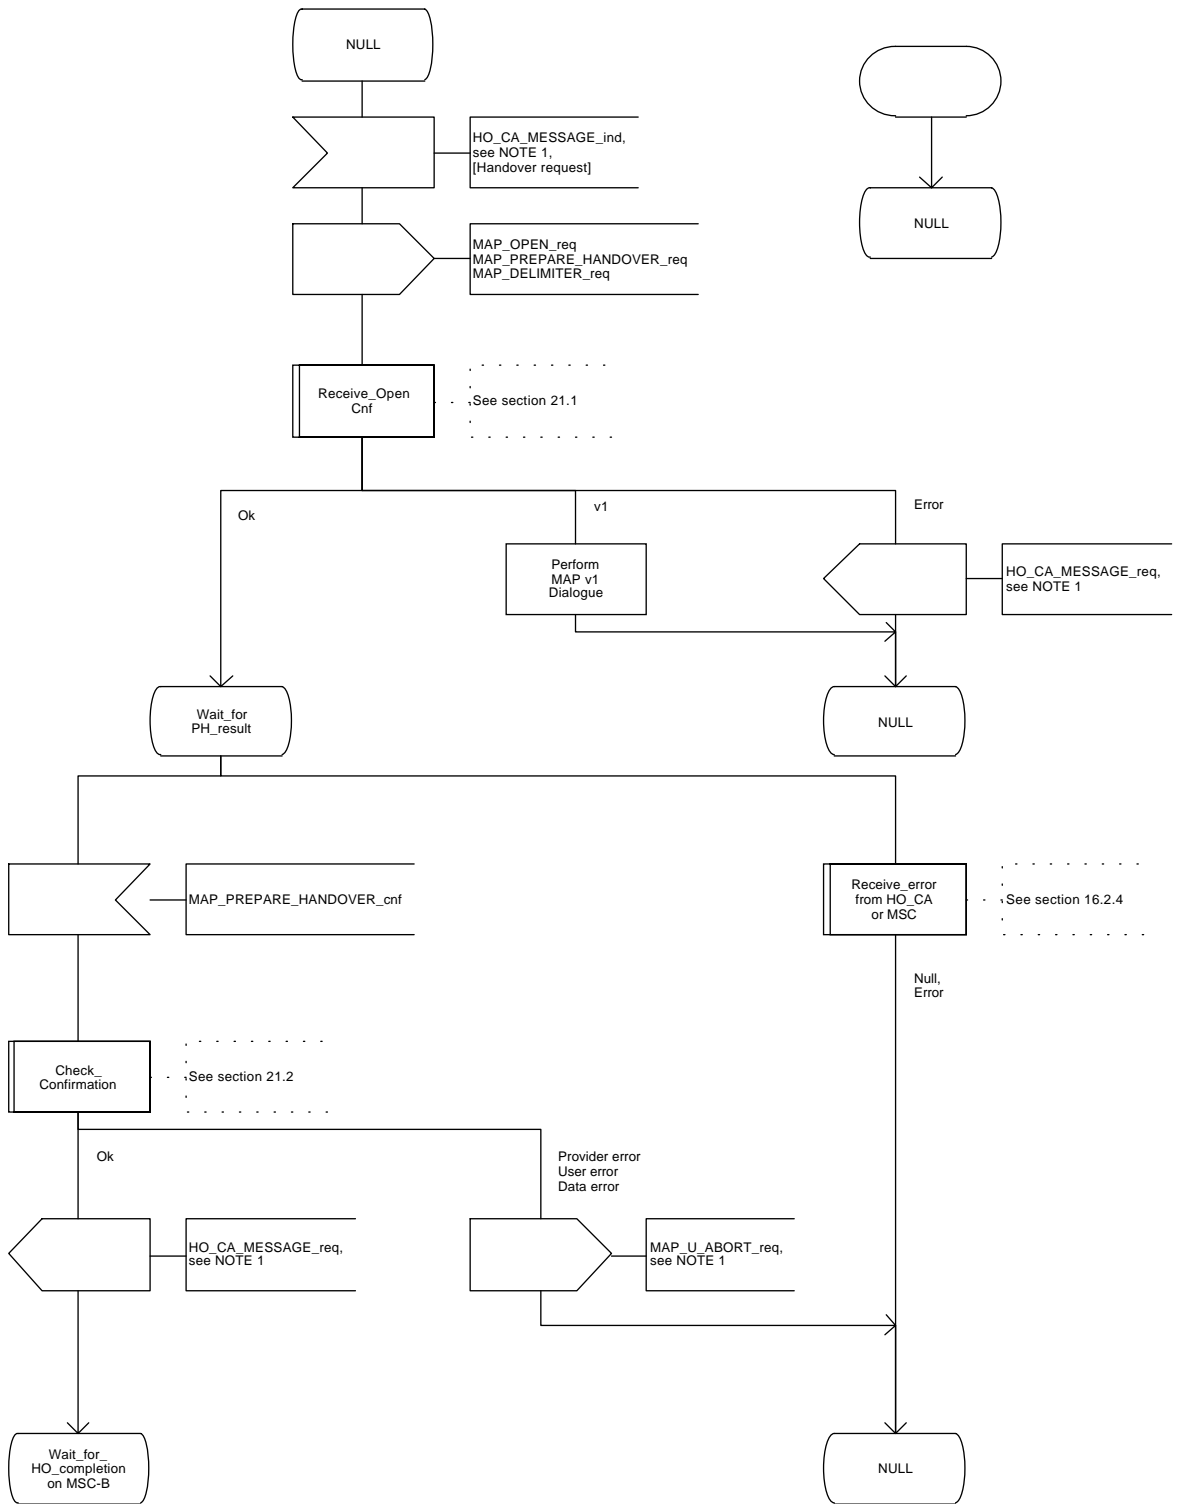 NULL
HO_CA_MESSAGE_ind,
see NOTE 1,
[Handover request]
NULL
MAP_OPEN_req
MAP_PREPARE_HANDOVER_req
MAP_DELIMITER_req
Receive_Open
Cnf
See section 21.1
Ok
v1
Error
Perform
MAP v1
Dialogue
HO_CA_MESSAGE_req,
see NOTE 1
Wait_for
PH_result
NULL
MAP_PREPARE_HANDOVER_cnf
Receive_error
from HO_CA
or MSC
See section 16.2.4
Null,
Error
Check_
Confirmation
See section 21.2
Ok
Provider error
User error
Data error
HO_CA_MESSAGE_req,
see NOTE 1
MAP_U_ABORT_req,
see NOTE 1
Wait_for_
HO_completion
on MSC-B
NULL